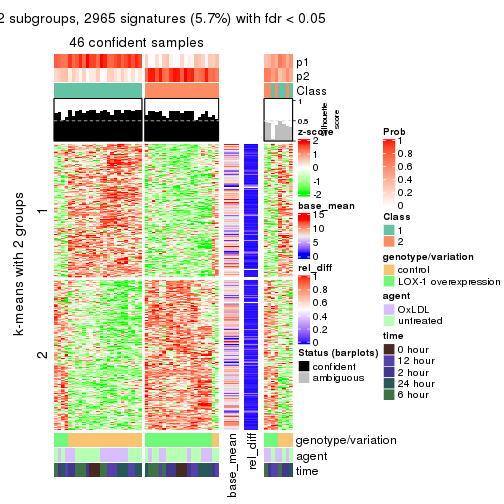 2 subgroups, 2965 signatures (5.7%) with fdr < 0.05
46 confident samples
p1
p2
Class
1
0.5
silhouette
score
k-means with 2 groups
1
2
base_mean
rel_diff
genotype/variation
agent
time
z-score
2
1
0
-1
-2
base_mean
15
10
5
0
rel_diff
1
0.8
0.6
0.4
0.2
0
Status (barplots)
confident
ambiguous
Prob
1
0.8
0.6
0.4
0.2
0
Class
1
2
genotype/variation
control
LOX-1 overexpression
agent
OxLDL
untreated
time
0 hour
12 hour
2 hour
24 hour
6 hour